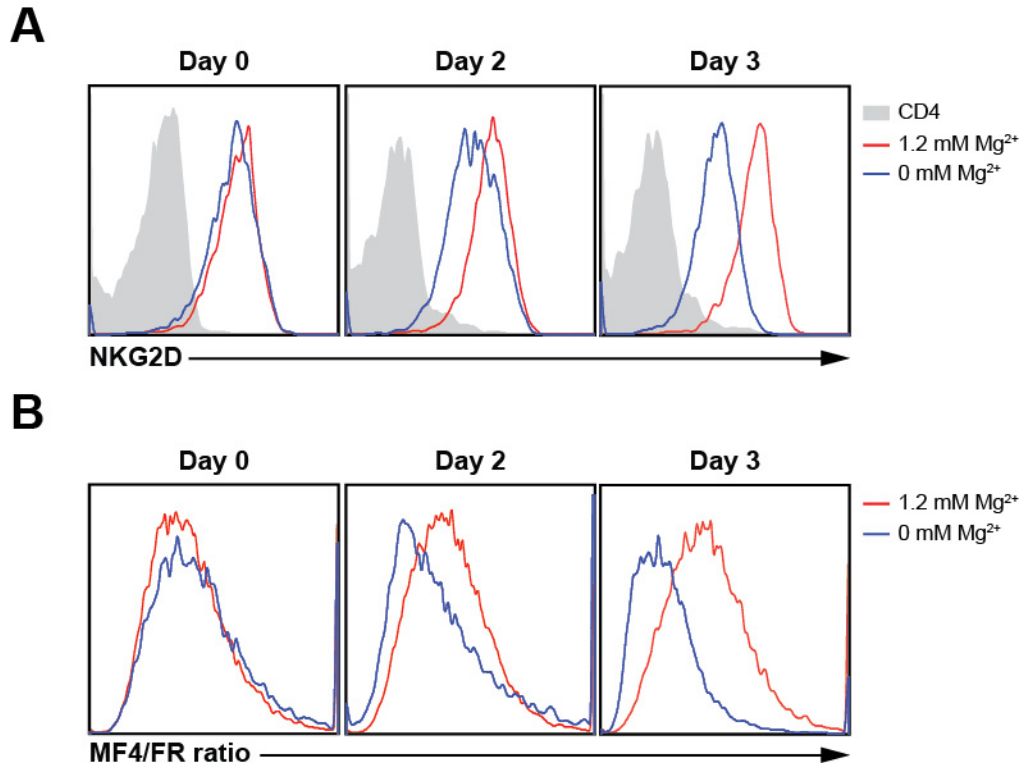 A
Day 0
Day 2
Day 3
CD4
1.2 mM Mg²⁺
0 mM Mg²⁺
NKG2D
B
Day 0
Day 2
Day 3
1.2 mM Mg²⁺
0 mM Mg²⁺
MF4/FR ratio